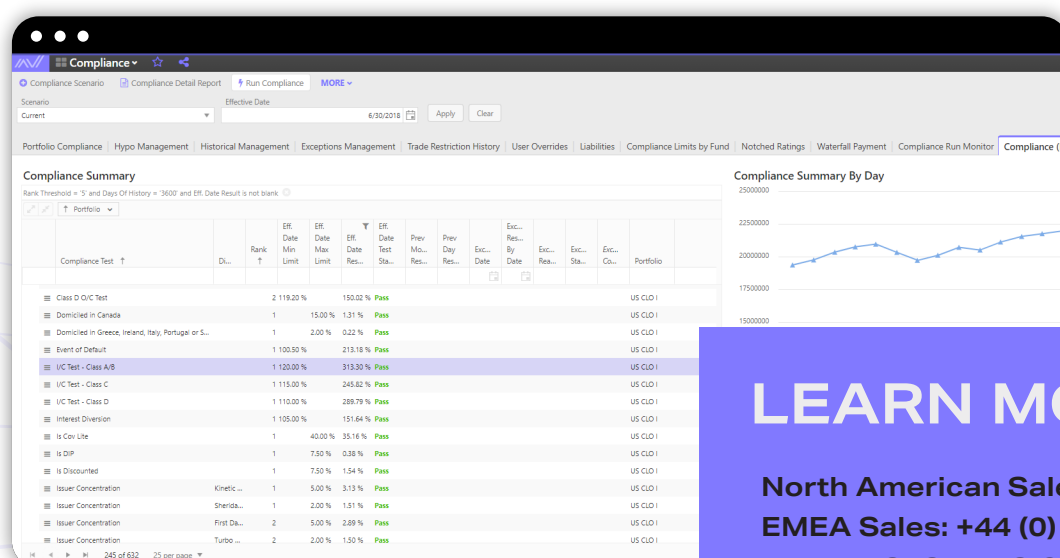 Compliance
Compliance Scenario Compliance Detail Report Run Compliance MORE
Scenario Effective Date
Current 6/30/2018 Apply Clear
Portfolio Compliance Hypo Management Historical Management Exceptions Management Trade Restriction History User Overrides Liabilities Compliance Limits by Fund Notched Ratings Waterfall Payment Compliance Run Monitor Compliance (
Compliance Summary
Rank Threshold = '5' and Days Of History = '3600' and Eff. Date Result is not blank
↑ Portfolio
Compliance Test ↑ Di... Rank ↑ Eff. Date Min Limit Eff. Date Max Limit Eff. Date Res... Eff. Date Test Sta... Prev Mo... Res... Prev Day Res... Exc... Date Exc... Res... By Date Exc... Rea... Exc... Sta... Exc... Co... Portfolio
Class D O/C Test 2 119.20 % 150.02 % Pass US CLO I
Domiciled in Canada 1 15.00 % 1.31 % Pass US CLO I
Domiciled in Greece, Ireland, Italy, Portugal or S... 1 2.00 % 0.22 % Pass US CLO I
Event of Default 1 100.50 % 213.18 % Pass US CLO I
I/C Test - Class A/B 1 120.00 % 313.30 % Pass US CLO I
I/C Test - Class C 1 115.00 % 245.82 % Pass US CLO I
I/C Test - Class D 1 110.00 % 289.79 % Pass US CLO I
Interest Diversion 1 105.00 % 151.64 % Pass US CLO I
Is Cov Lite 1 40.00 % 35.16 % Pass US CLO I
Is DIP 1 7.50 % 0.38 % Pass US CLO I
Is Discounted 1 7.50 % 1.54 % Pass US CLO I
Issuer Concentration Kinetic ... 1 5.00 % 3.13 % Pass US CLO I
Issuer Concentration Sherida... 1 2.00 % 1.51 % Pass US CLO I
Issuer Concentration First Da... 2 5.00 % 2.89 % Pass US CLO I
Issuer Concentration Turbo ... 2 2.00 % 1.50 % Pass US CLO I
245 of 632 25 per page
Compliance Summary By Day
25000000
22500000
20000000
17500000
15000000
LEARN MO
North American Sale
EMEA Sales: +44 (0)